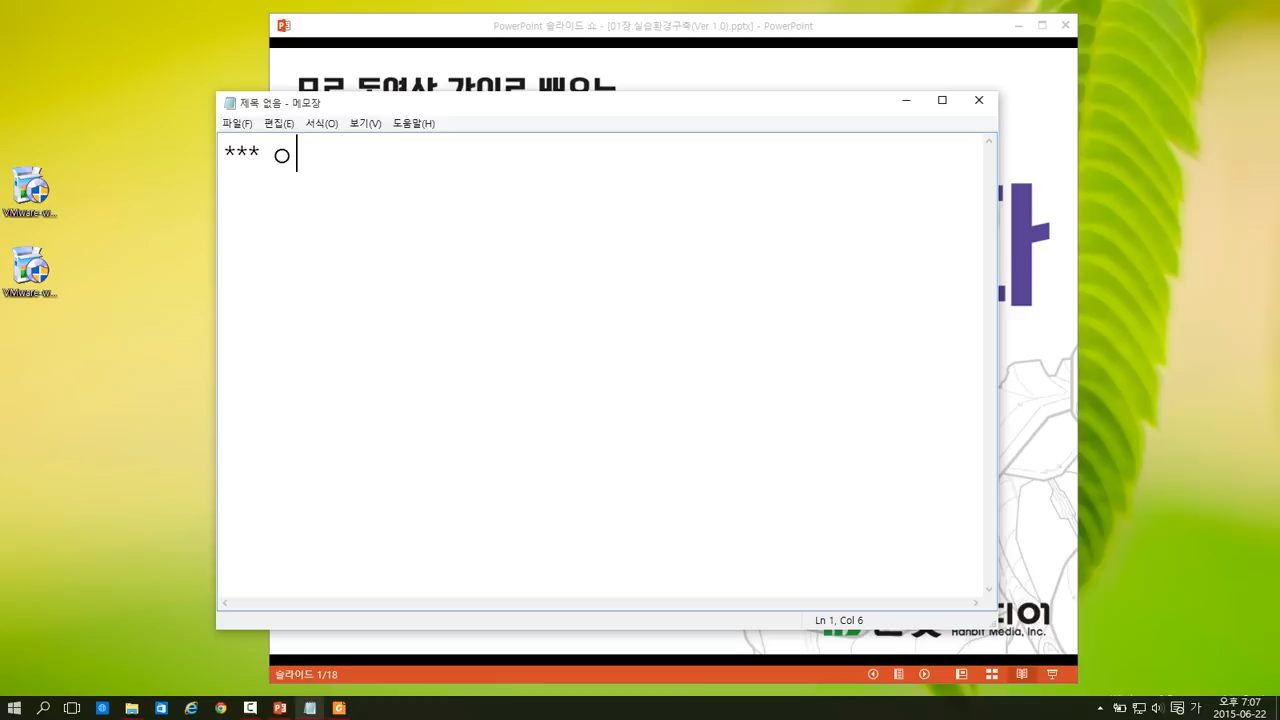 PowerPoint 슬라이드 쇼 - [01장.실습환경구축(Ver 1.0).pptx] - PowerPoint
제목 없음 - 메모장
파일(F) 편집(E) 서식(O) 보기(V) 도움말(H)
*** ㅇ
VMware-w...
VMware-w...
Ln 1, Col 6
Hanbit Media, Inc.
슬라이드 1/18
가
오후 7:07
2015-06-22